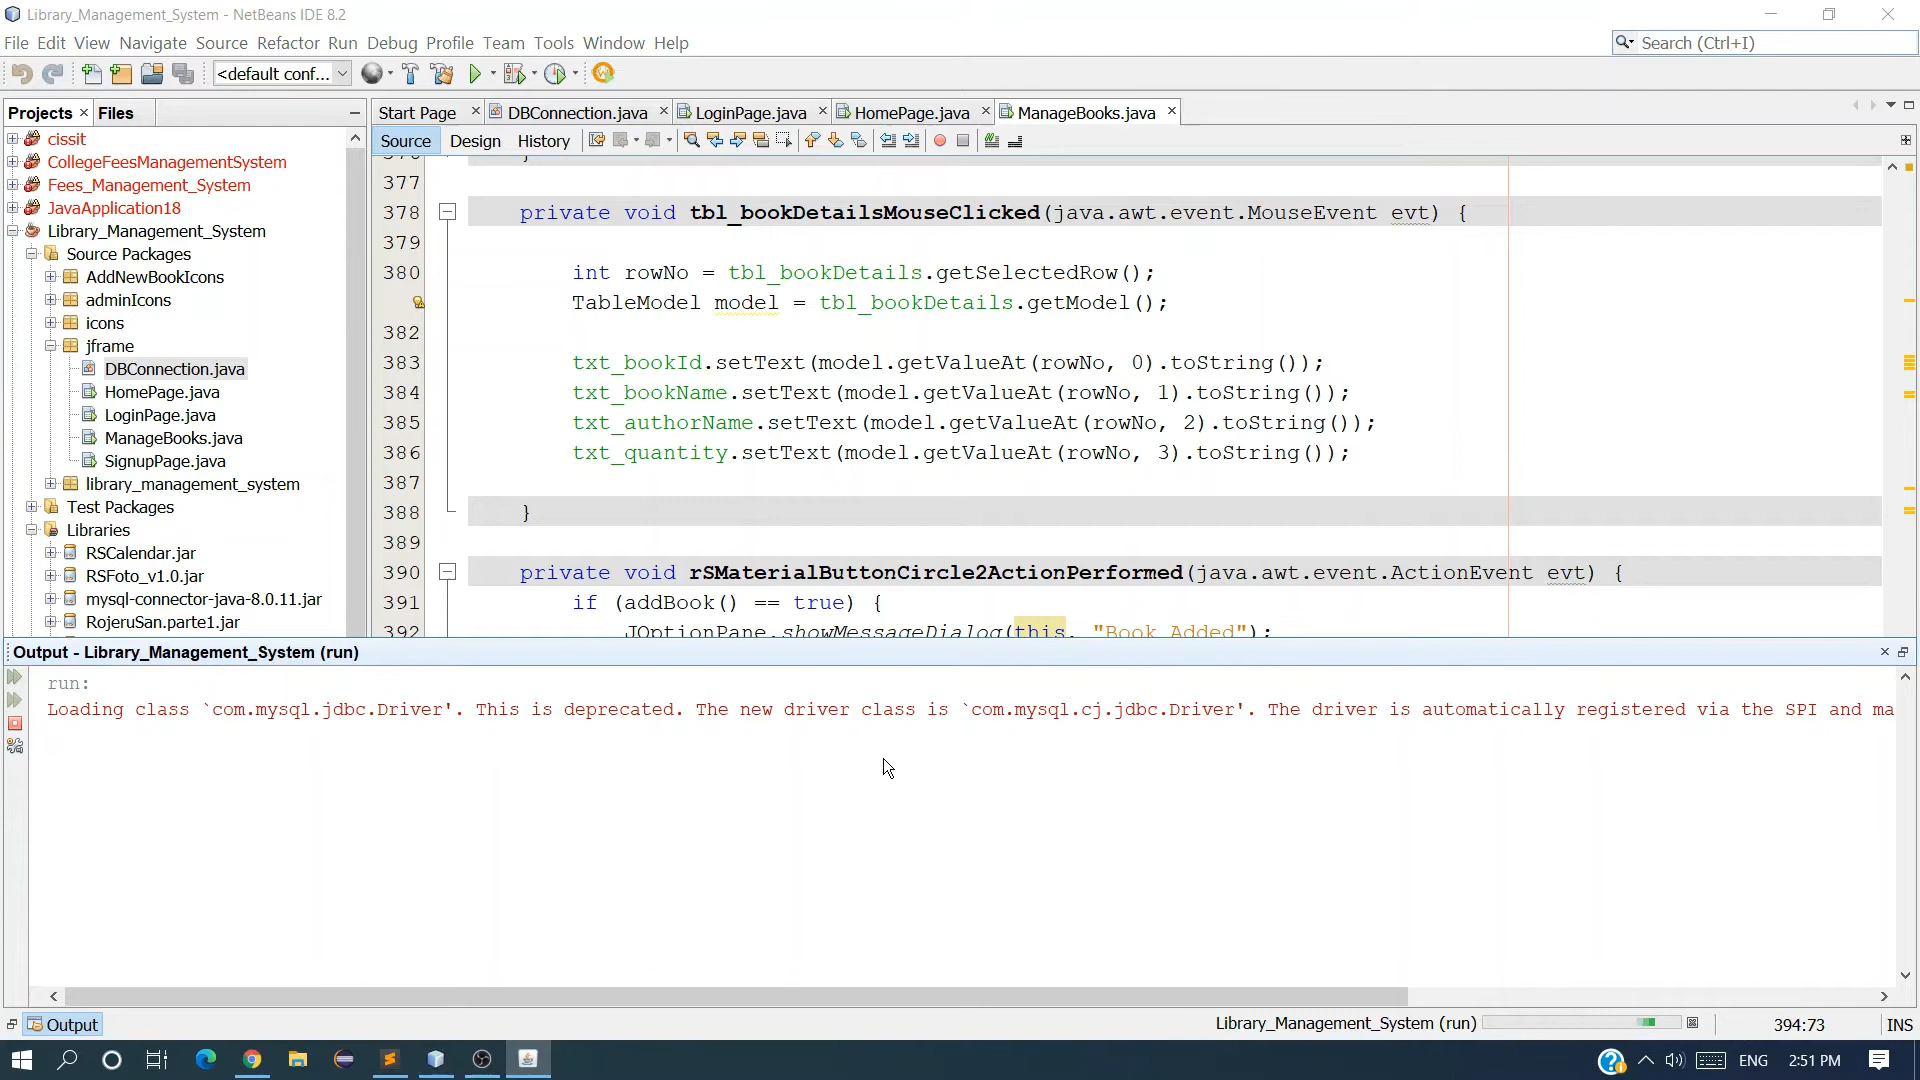 Library_Management_System - NetBeans IDE 8.2
File Edit View Navigate Source Refactor Run Debug Profile Team Tools Window Help
Search (Ctrl+I)
<default conf...
Projects Files
Start Page DBConnection.java LoginPage.java HomePage.java ManageBooks.java
Source Design History
cissit
CollegeFeesManagementSystem
Fees_Management_System
JavaApplication18
Library_Management_System
Source Packages
AddNewBookIcons
adminIcons
icons
jframe
DBConnection.java
HomePage.java
LoginPage.java
ManageBooks.java
SignupPage.java
library_management_system
Test Packages
Libraries
RSCalendar.jar
RSFoto_v1.0.jar
mysql-connector-java-8.0.11.jar
RojeruSan.parte1.jar
377
378 private void tbl_bookDetailsMouseClicked(java.awt.event.MouseEvent evt) {
379
380 int rowNo = tbl_bookDetails.getSelectedRow();
TableModel model = tbl_bookDetails.getModel();
382
383 txt_bookId.setText(model.getValueAt(rowNo, 0).toString());
384 txt_bookName.setText(model.getValueAt(rowNo, 1).toString());
385 txt_authorName.setText(model.getValueAt(rowNo, 2).toString());
386 txt_quantity.setText(model.getValueAt(rowNo, 3).toString());
387
388 }
389
390 private void rSMaterialButtonCircle2ActionPerformed(java.awt.event.ActionEvent evt) {
391 if (addBook() == true) {
392 JOptionPane.showMessageDialog(this, "Book Added");
Output - Library_Management_System (run)
run:
Loading class `com.mysql.jdbc.Driver'. This is deprecated. The new driver class is `com.mysql.cj.jdbc.Driver'. The driver is automatically registered via the SPI and ma
Output
Library_Management_System (run)
394:73
INS
ENG
2:51 PM